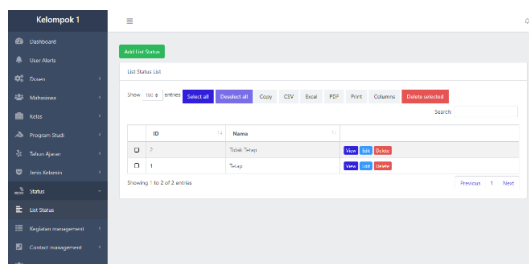 Kelompok 1
Dashboard
User Alerts
Dosen
Mahasiswa
Kelas
Program Studi
Tahun Ajaran
Jenis Kelamin
Status
List Status
Kegiatan management
Contact management
Add List Status
List Status List
Show entries
Select all
Deselect all
Copy
CSV
Excel
PDF
Print
Columns
Delete selected
Search:
ID Nama
2 Tidak Tetap View Edit Delete
1 Tetap View Edit Delete
Showing 1 to 2 of 2 entries
Previous 1 Next